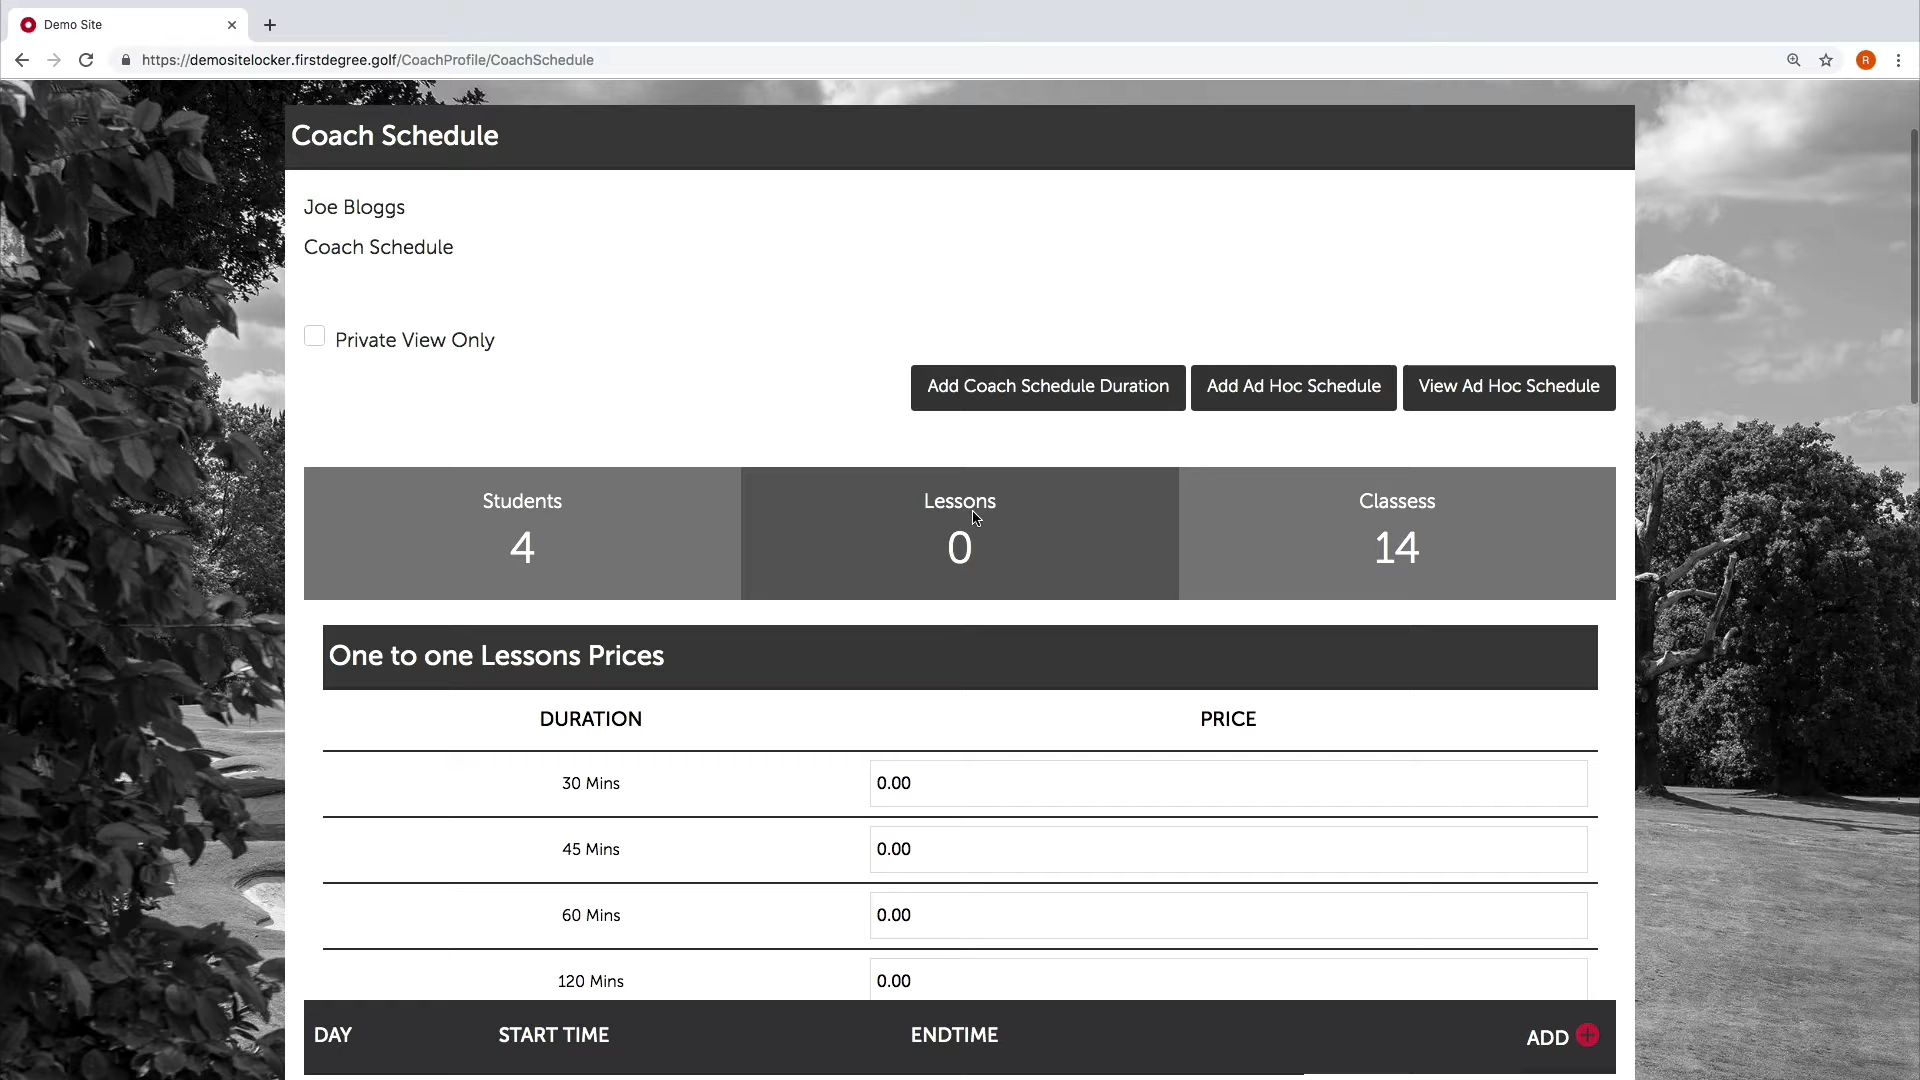 Demo Site
https://demositelocker.firstdegree.golf/CoachProfile/CoachSchedule
R
Coach Schedule
Joe Bloggs
Coach Schedule
Private View Only
Add Coach Schedule Duration Add Ad Hoc Schedule View Ad Hoc Schedule
Students Lessons Classess
4 0 14
One to one Lessons Prices
DURATION PRICE
30 Mins 0.00
45 Mins 0.00
60 Mins 0.00
120 Mins 0.00
DAY START TIME ENDTIME ADD